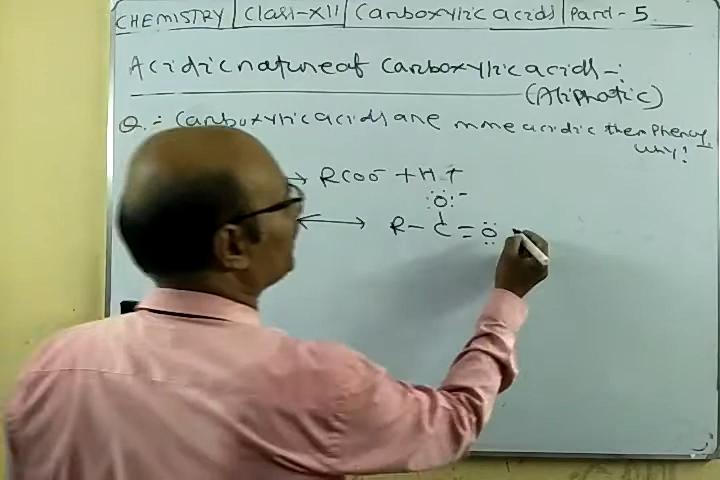 CHEMISTRY | Class-XII | Carboxylic acids | Part-5
Acidic nature of Carboxylic acids-:
(Aliphatic)
Q.:- Carboxylic acids are more acidic then Phenol,
Why?
→ RCOO⁻ + H⁺
:Ö:⁻
⟷ R-C=Ö